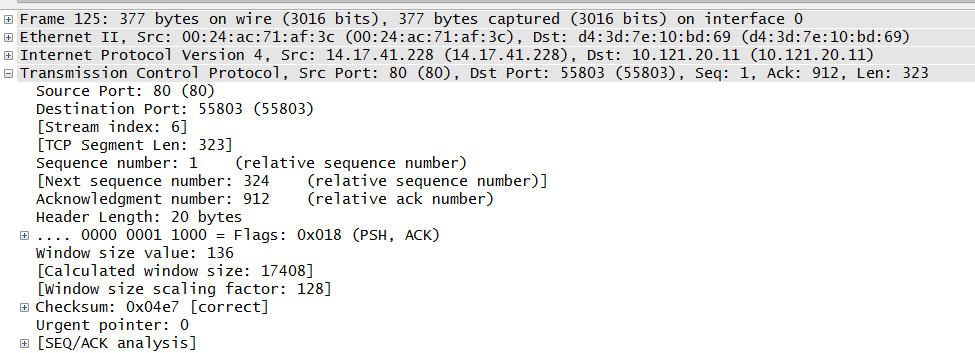 Frame 125: 377 bytes on wire (3016 bits), 377 bytes captured (3016 bits) on interface 0
Ethernet II, Src: 00:24:ac:71:af:3c (00:24:ac:71:af:3c), Dst: d4:3d:7e:10:bd:69 (d4:3d:7e:10:bd:69)
Internet Protocol Version 4, Src: 14.17.41.228 (14.17.41.228), Dst: 10.121.20.11 (10.121.20.11)
Transmission Control Protocol, Src Port: 80 (80), Dst Port: 55803 (55803), Seq: 1, Ack: 912, Len: 323
Source Port: 80 (80)
Destination Port: 55803 (55803)
[Stream index: 6]
[TCP Segment Len: 323]
Sequence number: 1    (relative sequence number)
[Next sequence number: 324    (relative sequence number)]
Acknowledgment number: 912    (relative ack number)
Header Length: 20 bytes
.... 0000 0001 1000 = Flags: 0x018 (PSH, ACK)
Window size value: 136
[Calculated window size: 17408]
[Window size scaling factor: 128]
Checksum: 0x04e7 [correct]
Urgent pointer: 0
[SEQ/ACK analysis]